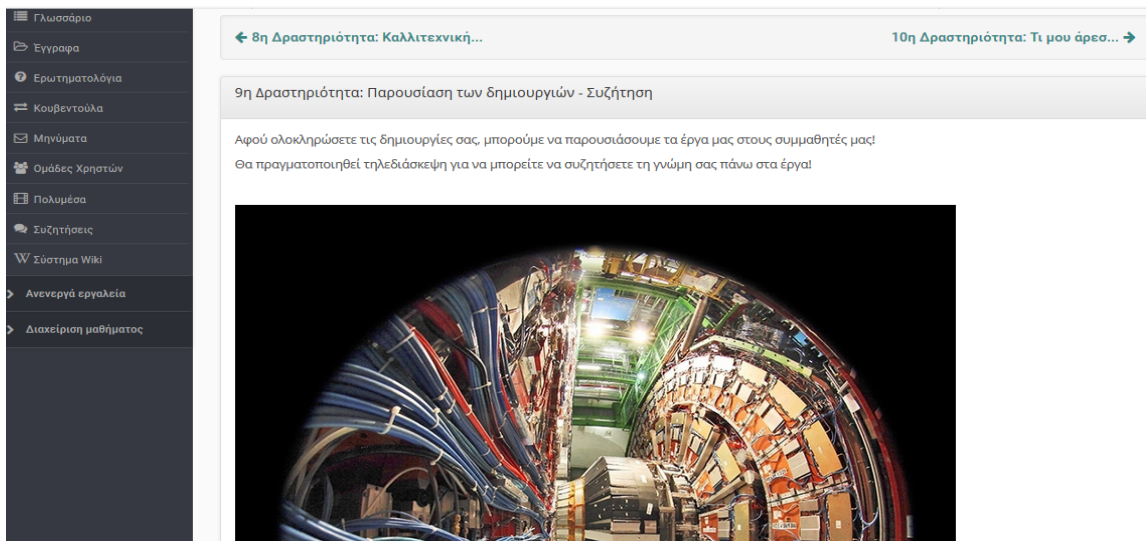 Γλωσσάριο
Έγγραφα
Ερωτηματολόγια
Κουβεντούλα
Μηνύματα
Ομάδες Χρηστών
Πολυμέσα
Συζητήσεις
Σύστημα Wiki
Ανενεργά εργαλεία
Διαχείριση μαθήματος
8η Δραστηριότητα: Καλλιτεχνική...
10η Δραστηριότητα: Τι μου άρεσ...
9η Δραστηριότητα: Παρουσίαση των δημιουργιών - Συζήτηση
Αφού ολοκληρώσετε τις δημιουργίες σας, μπορούμε να παρουσιάσουμε τα έργα μας στους συμμαθητές μας!
Θα πραγματοποιηθεί τηλεδιάσκεψη για να μπορείτε να συζητήσετε τη γνώμη σας πάνω στα έργα!